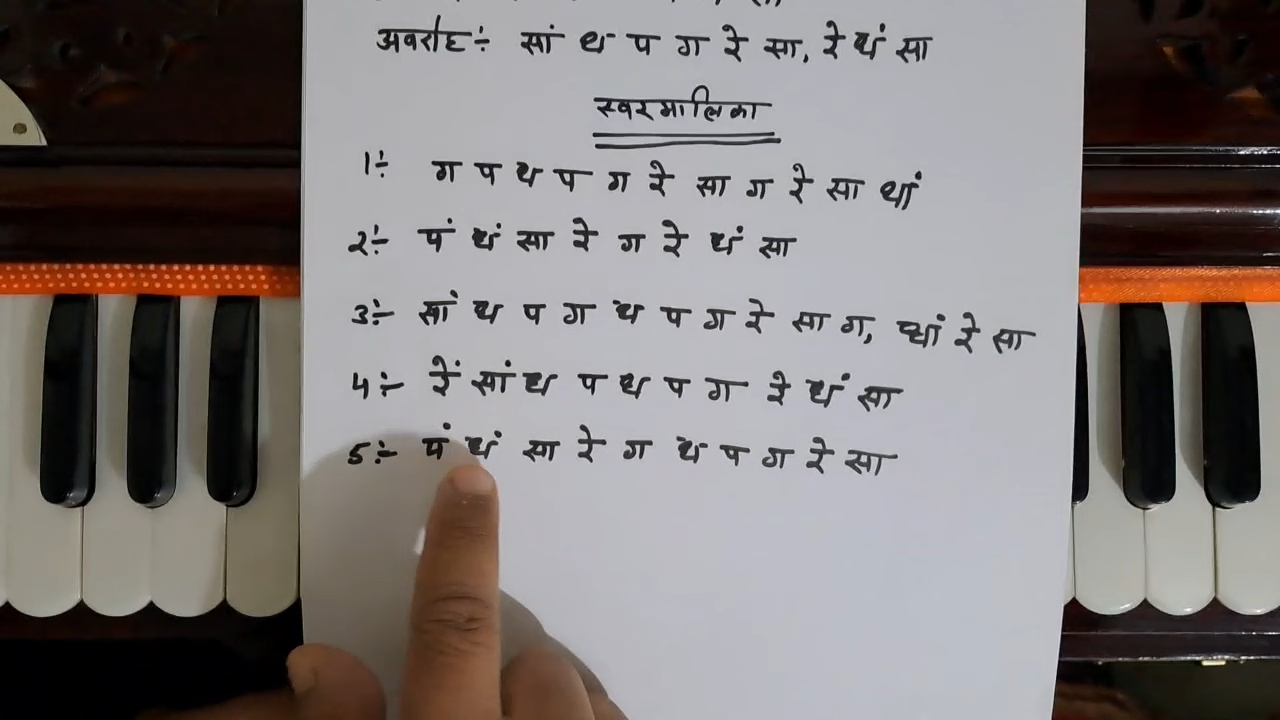 अवरोह ÷ सां ध प ग रे सा, रे धं सा
स्वरमालिका
1÷ ग प ध प ग रे सा ग रे सा धां
2÷ पं धं सा रे ग रे धं सा
3÷ सां ध प ग ध प ग रे सा ग, ध्धां रे सा
4÷ रें सां ध प ध प ग रे धं सा
5÷ पं धं सा रे ग ध प ग रे सा